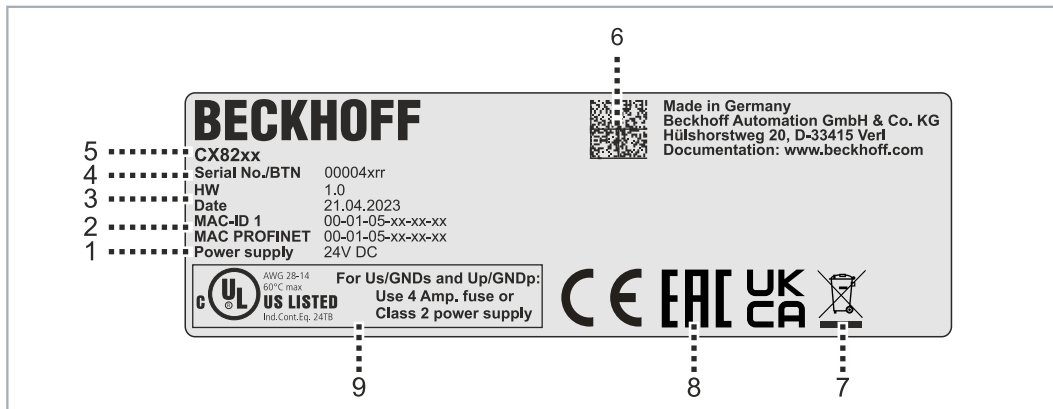 6
BECKHOFF
Made in Germany
Beckhoff Automation GmbH & Co. KG
Hülshorstweg 20, D-33415 Verl
Documentation: www.beckhoff.com
5 CX82xx
4 Serial No./BTN 00004xrr
HW 1.0
3 Date 21.04.2023
2 MAC-ID 1 00-01-05-xx-xx-xx
MAC PROFINET 00-01-05-xx-xx-xx
1 Power supply 24V DC
C UL ® US LISTED
AWG 28-14
60°C max
Ind.Cont.Eq. 24TB
For Us/GNDs and Up/GNDp:
Use 4 Amp. fuse or
Class 2 power supply
CE EAC UK CA
9 8 7